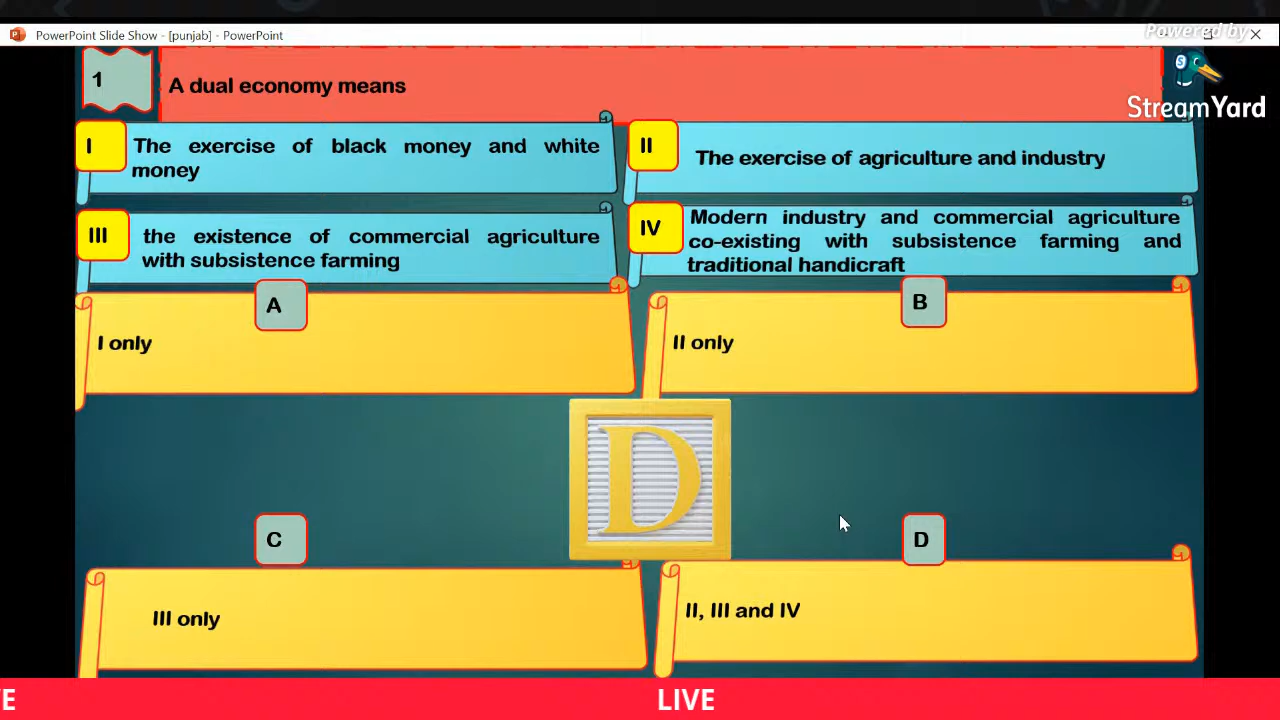 PowerPoint Slide Show - [punjab] - PowerPoint
Powered by
StreamYard
1
A dual economy means
I
The exercise of black money and white
money
II
The exercise of agriculture and industry
III
the existence of commercial agriculture
with subsistence farming
IV
Modern industry and commercial agriculture
co-existing with subsistence farming and
traditional handicraft
A
I only
B
II only
D
C
III only
D
II, III and IV
VE
LIVE